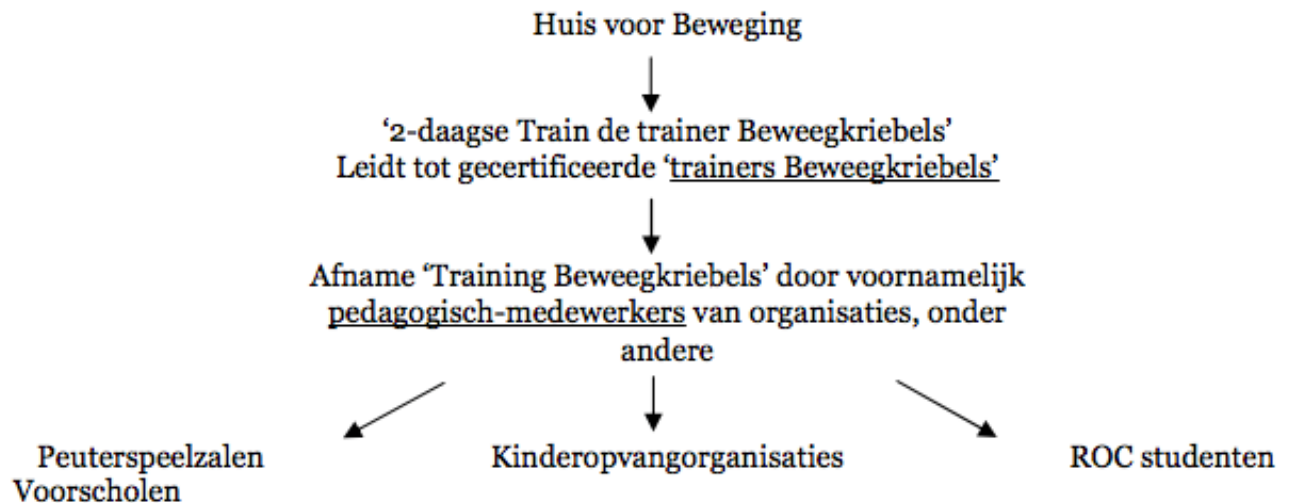 Huis voor Beweging
‘2-daagse Train de trainer Beweegkriebels’
Leidt tot gecertificeerde ‘trainers Beweegkriebels’
Afname ‘Training Beweegkriebels’ door voornamelijk
pedagogisch-medewerkers van organisaties, onder
andere
Peuterspeelzalen
Voorscholen
Kinderopvangorganisaties
ROC studenten